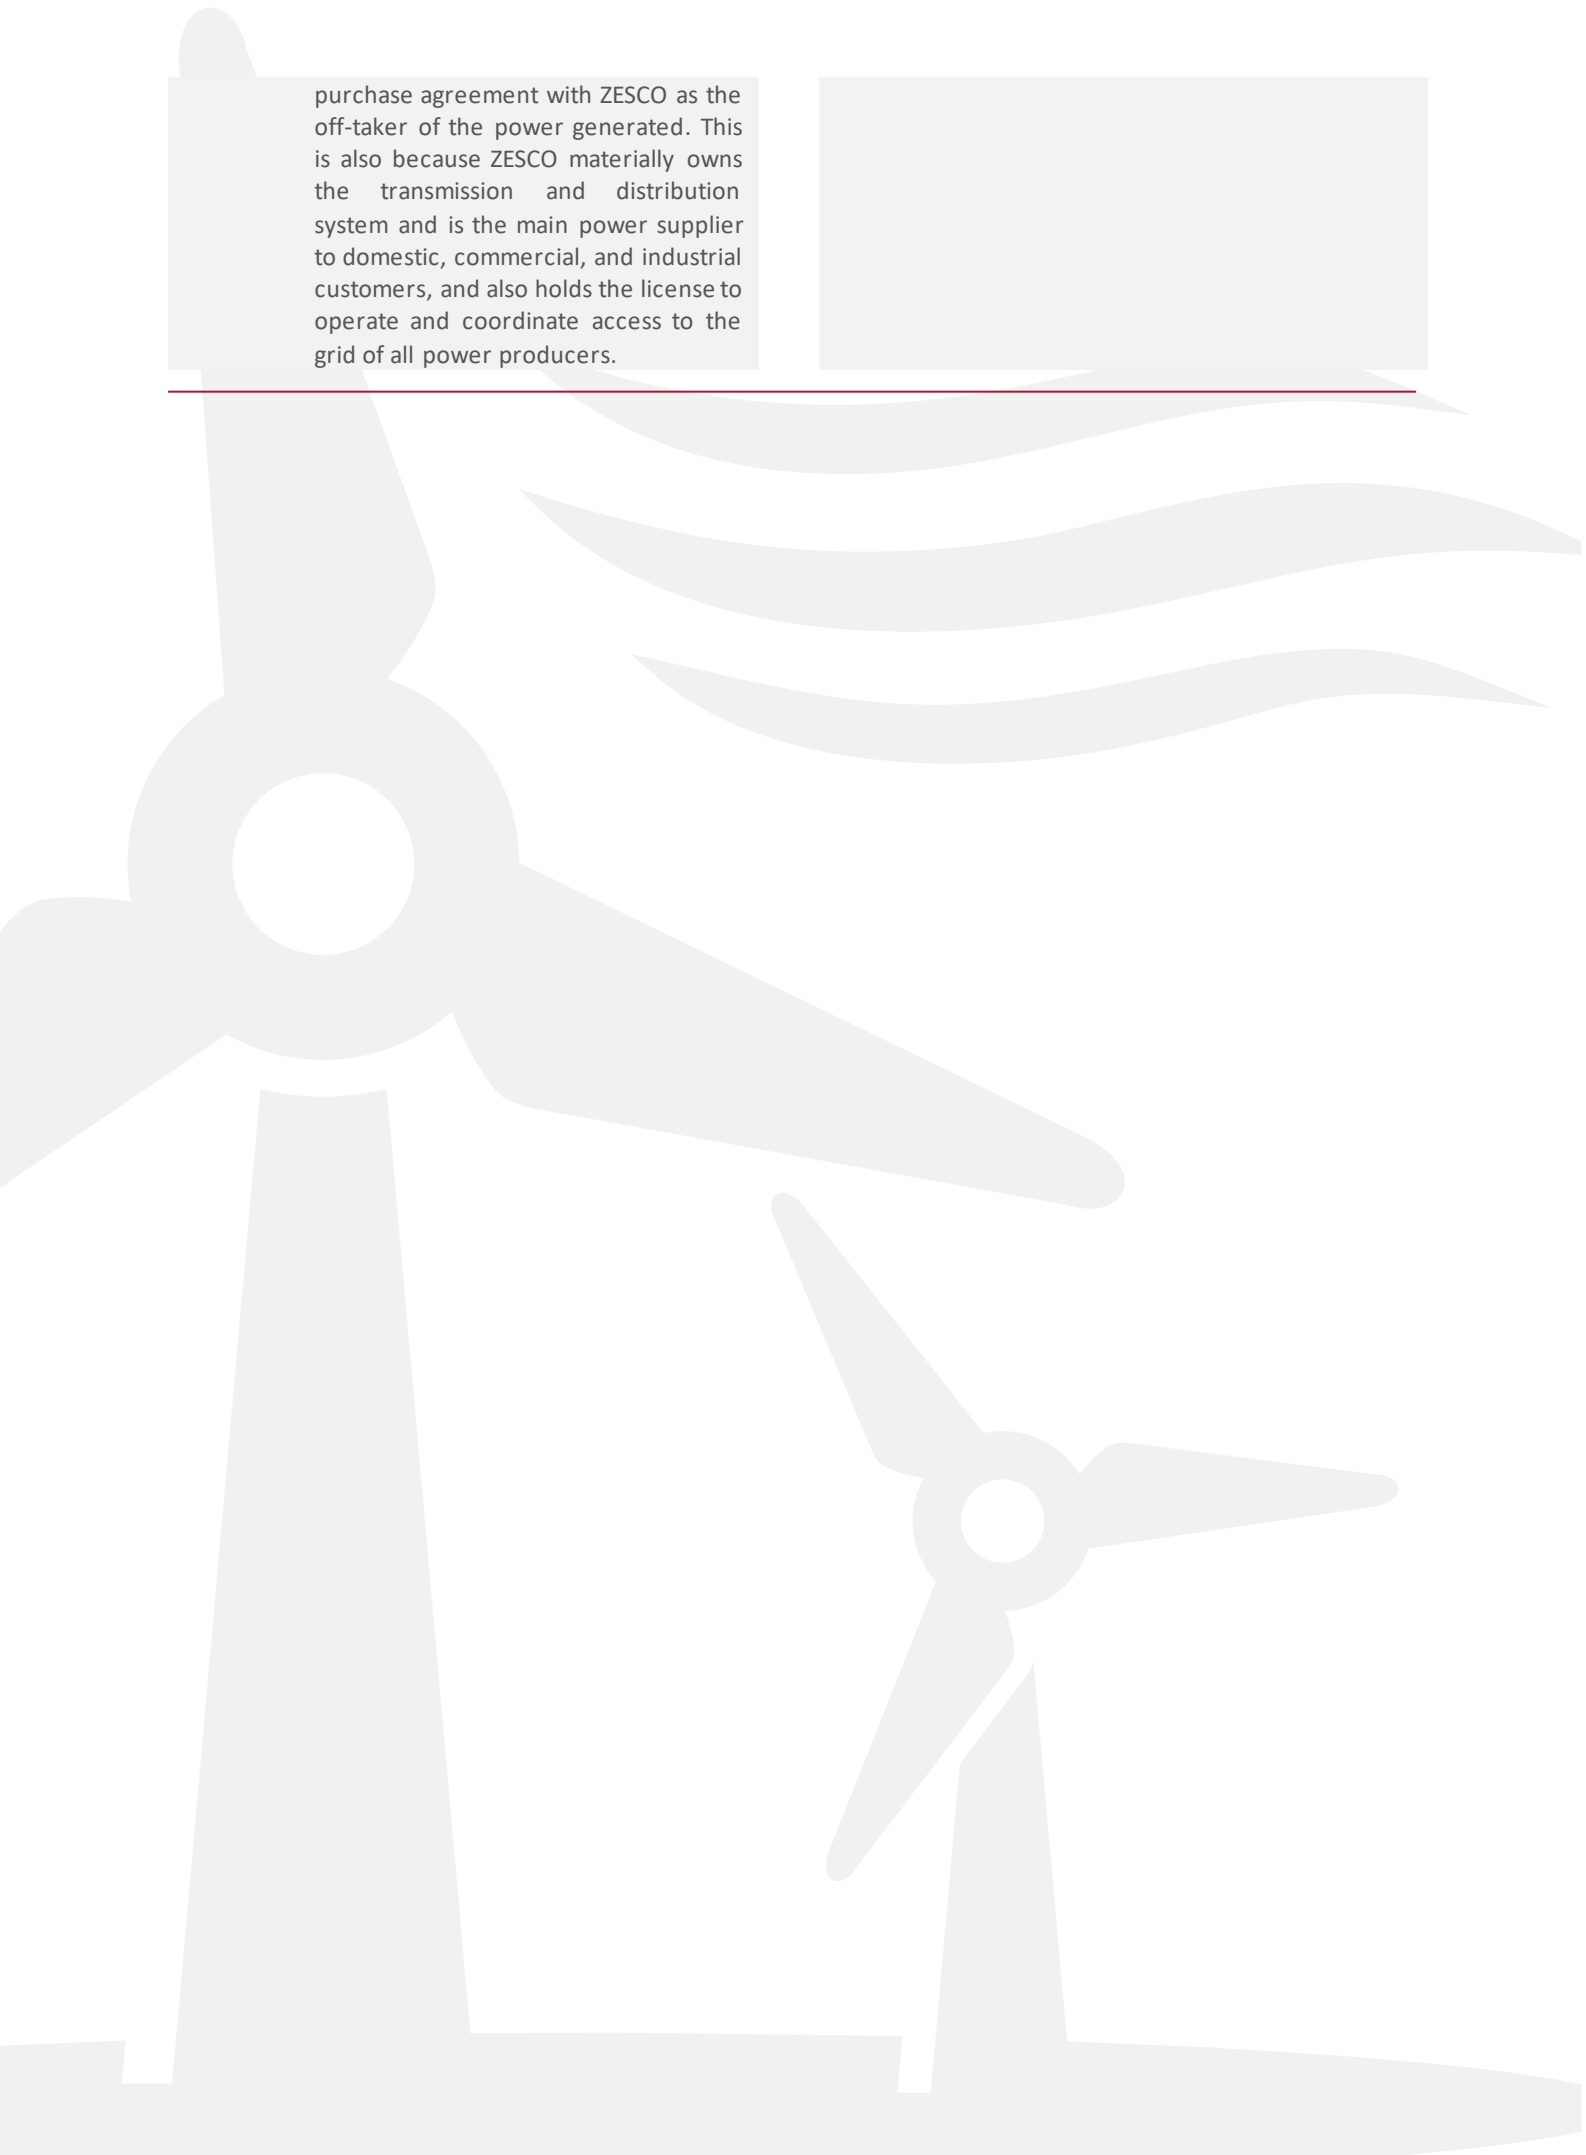 purchase agreement with ZESCO as the
off-taker of the power generated. This
is also because ZESCO materially owns
the transmission and distribution
system and is the main power supplier
to domestic, commercial, and industrial
customers, and also holds the license to
operate and coordinate access to the
grid of all power producers.